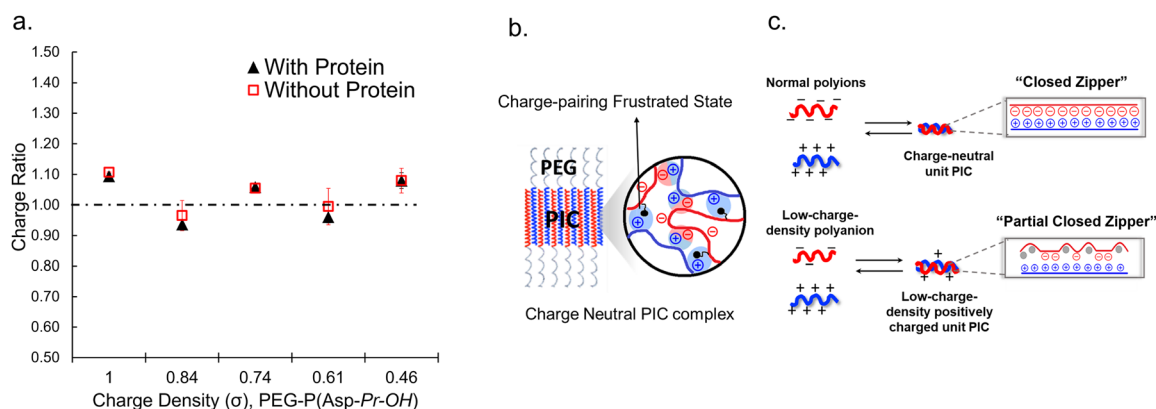 a.
1.50
1.40
1.30
1.20
1.10
1.00
0.90
0.80
0.70
0.60
0.50
Charge Ratio
With Protein
Without Protein
1 0.84 0.74 0.61 0.46
Charge Density (σ), PEG-P(Asp-Pr-OH)
b.
Charge-pairing Frustrated State
PEG
PIC
Charge Neutral PIC complex
c.
Normal polyions
− − −
− − −
+ + +
+ + +
Charge-neutral
unit PIC
“Closed Zipper”
− − − − − − − − − −
+ + + + + + + + + +
Low-charge-
density polyanion
− −
−
+ + +
+ + +
+
+ +
Low-charge-
density positively
charged unit PIC
“Partial Closed Zipper”